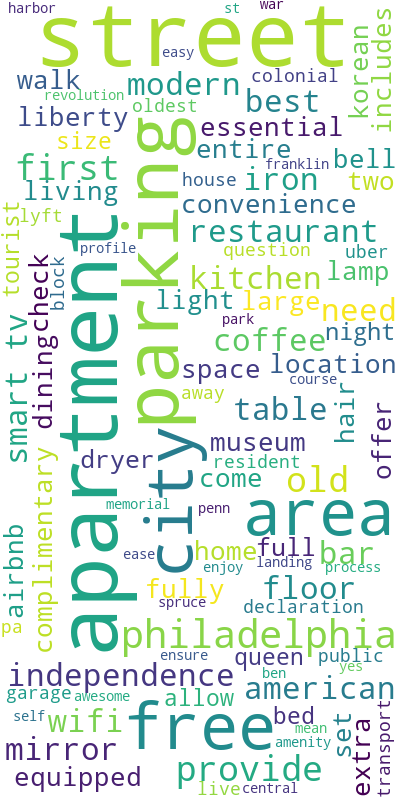 harbor
st
war
street
easy
korean
includes
walk
modern
colonial
revolution
oldest
best
liberty
essential
size
parking
entire
first
franklin
bell
living
house
iron
two
tourist
lyft
convenience
apartment
restaurant
profile
question
uber
block
kitchen
lamp
check
light
large
need
park
smart tv
dining
coffee
night
space
location
course
away
hair
table
offer
city
museum
dryer
resident
come
old
complimentary
memorial
penn
area
airbnb
ease
home
full
bar
landing
enjoy
process
fully
floor
spruce
declaration
pa
philadelphia
ensure
queen
public
independence
ben
yes
american
garage
awesome
allow
bed
self
wifi
free
mean
set
extra
transport
mirror
amenity
provide
equipped
live
central